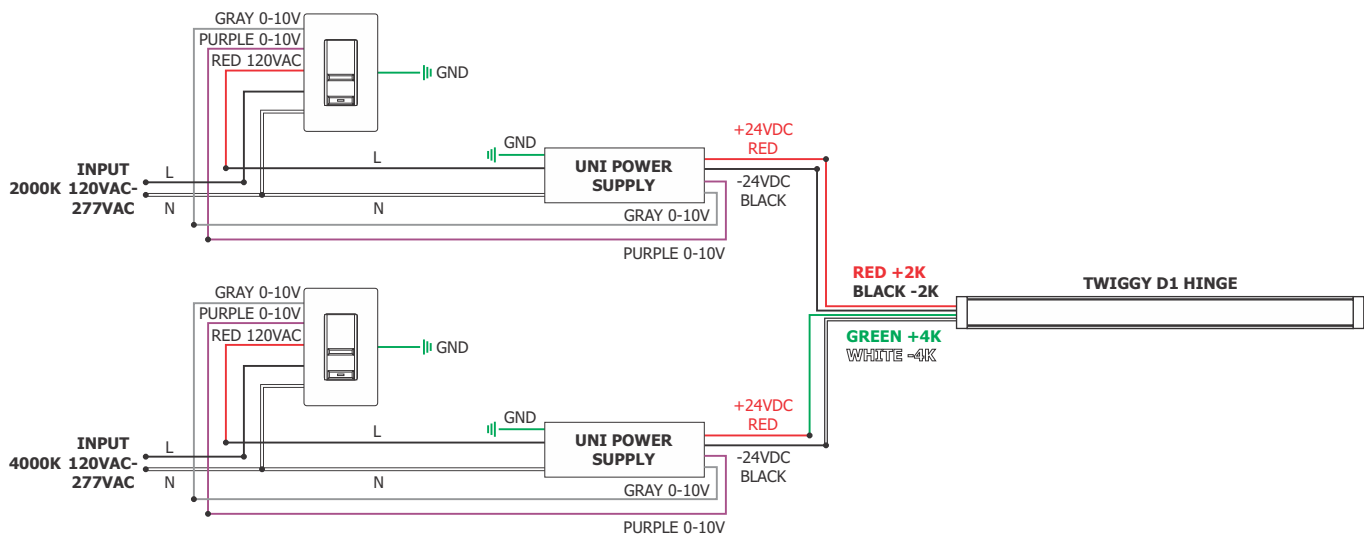 GRAY 0-10V
PURPLE 0-10V
RED 120VAC
GND
INPUT
2000K 120VAC-
277VAC
L
N
L
N
GND
UNI POWER
SUPPLY
+24VDC
RED
-24VDC
BLACK
GRAY 0-10V
PURPLE 0-10V
RED +2K
BLACK -2K
GREEN +4K
WHITE -4K
TWIGGY D1 HINGE
GRAY 0-10V
PURPLE 0-10V
RED 120VAC
GND
INPUT
4000K 120VAC-
277VAC
L
N
L
N
GND
UNI POWER
SUPPLY
+24VDC
RED
-24VDC
BLACK
GRAY 0-10V
PURPLE 0-10V